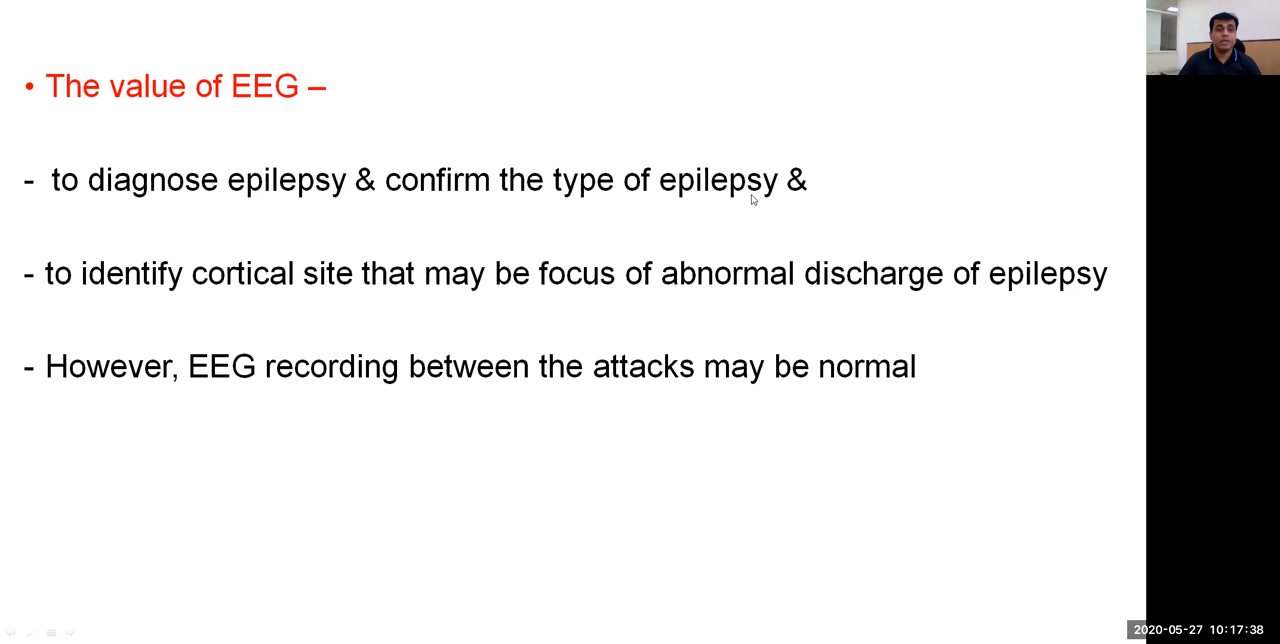 • The value of EEG –
- to diagnose epilepsy & confirm the type of epilepsy &
- to identify cortical site that may be focus of abnormal discharge of epilepsy
- However, EEG recording between the attacks may be normal
2020-05-27 10:17:38